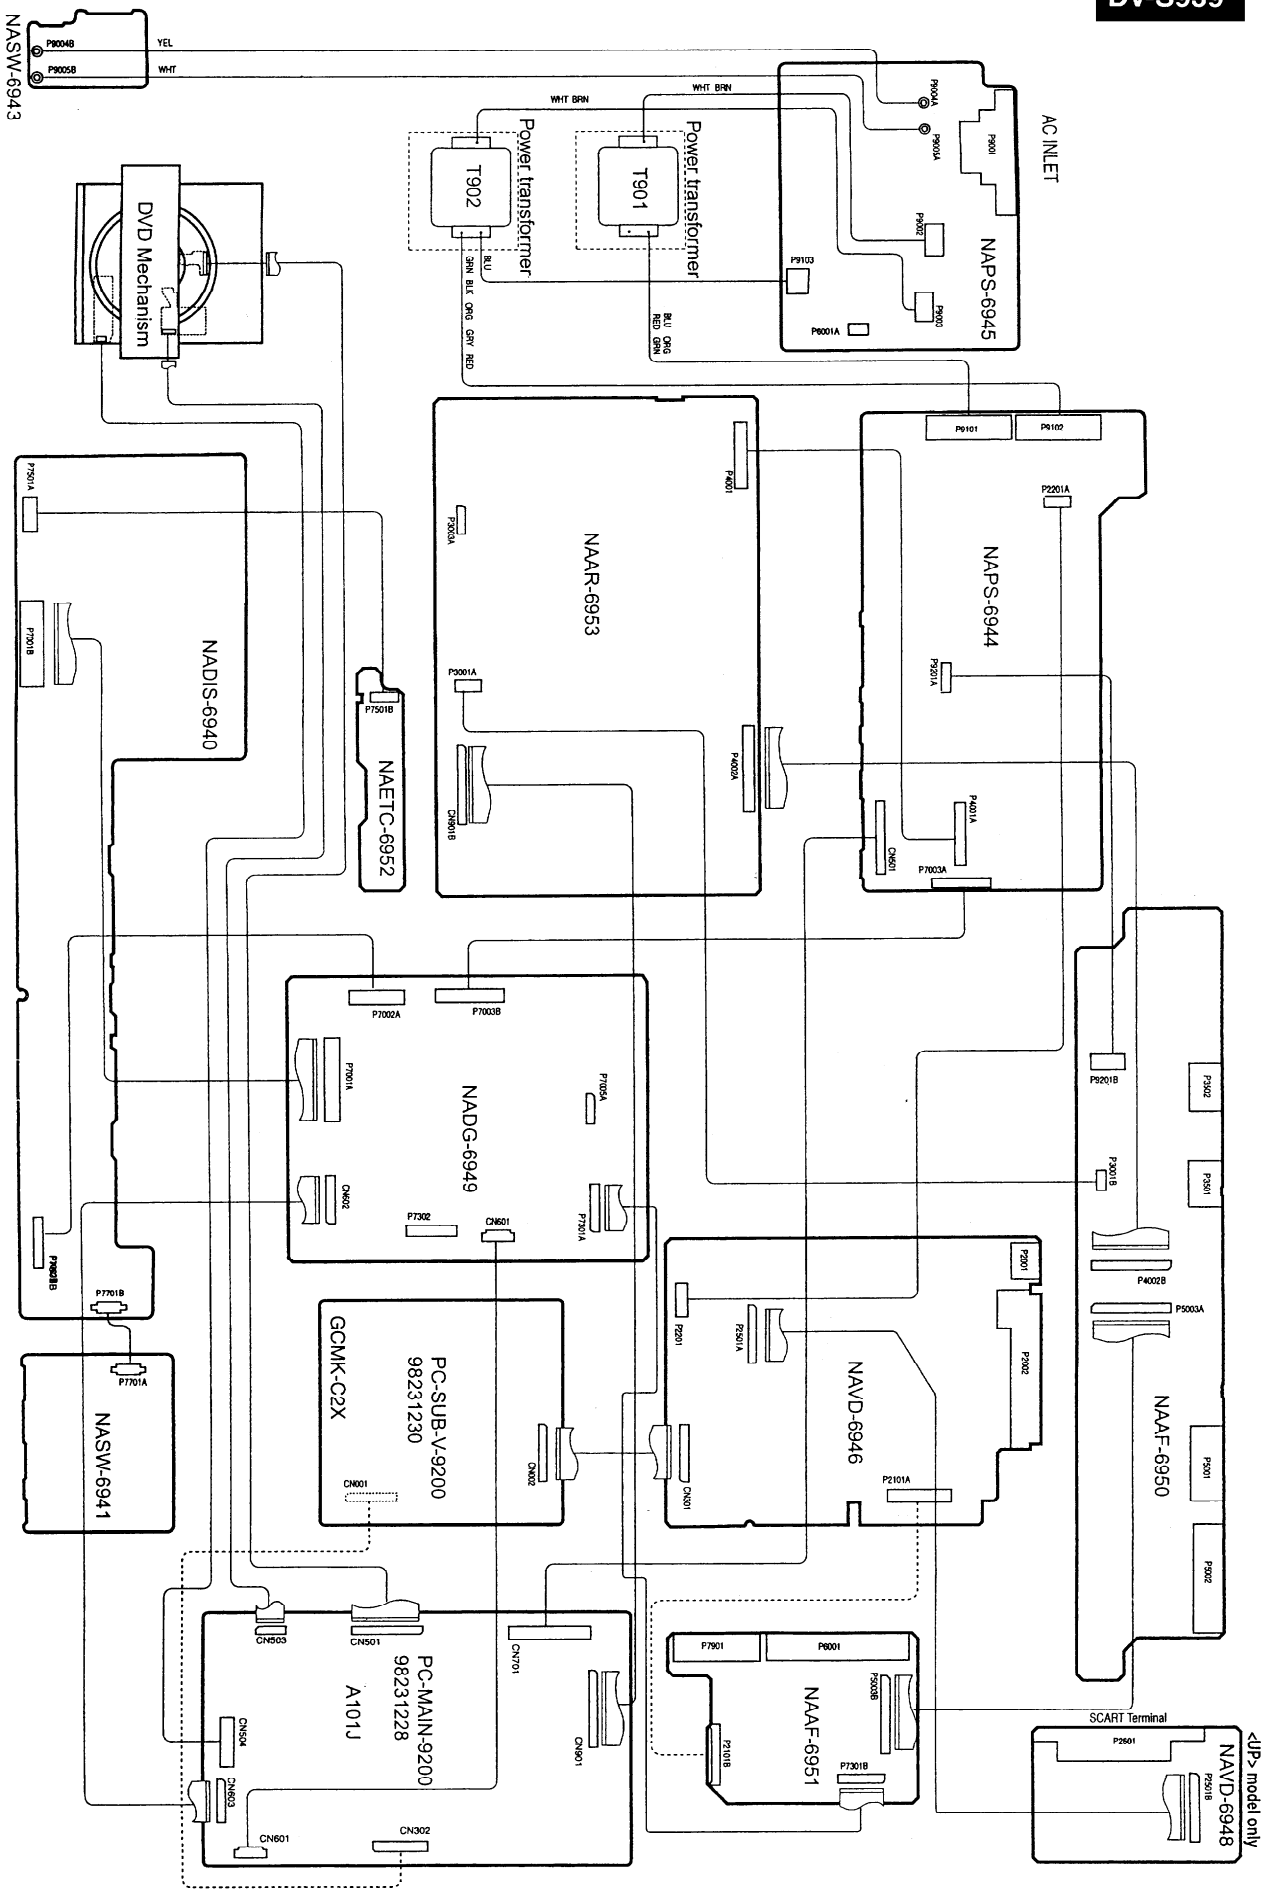 DV-S939
NASW-6943
P9004B
P9005B
YEL
WHT
AC INLET
P9001
P9004A
P9005A
P9002
P9003
P9103
P6001A
NAPS-6945
WHT BRN
WHT BRN
Power transformer
T901
Power transformer
T902
BLU
GRN BLK ORG GRY RED
BLU ORG
RED GRN
DVD Mechanism
P9101
P9102
P2201A
NAPS-6944
P9201A
P4001A
CN501
P7003A
P4001
P3003A
NAAR-6953
P3001A
P4002A
CN901B
P7501A
P7001B
NADIS-6940
P7501B
NAETC-6952
P7701B
P7701A
NASW-6941
P7002A
P7003B
P7001A
P7005A
NADG-6949
CN602
P7302
CN601
P7301A
P3502
P3501
P9201B
P3001B
P4002B
P5003A
NAAF-6950
P5001
P5002
P2001
P2002
P2201
P2501A
NAVD-6946
CN301
P2101A
GCMK-C2X
PC-SUB-V-9200
98231230
CN002
CN001
CN503
CN501
CN701
PC-MAIN-9200
98231228
A101J
CN901
CN504
CN603
CN601
CN302
P7901
P6001
P5003B
NAAF-6951
P2101B
P7301B
SCART Terminal
<UP> model only
P2601
NAVD-6948
P2501B